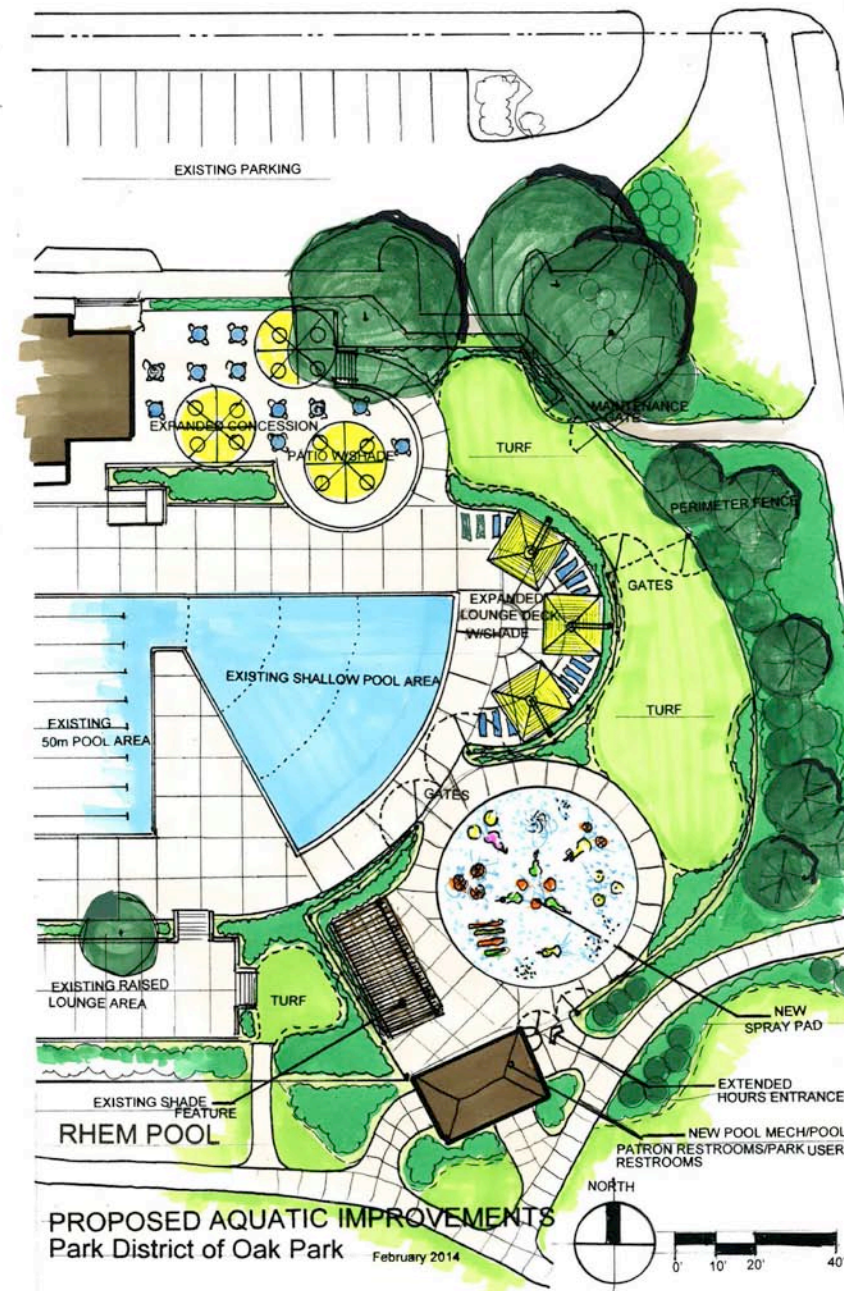 EXISTING PARKING
MAINTENANCE
GATE
EXPANDED CONCESSION
PATIO W/SHADE
TURF
PERIMETER FENCE
GATES
EXPANDED
LOUNGE DECK
W/SHADE
EXISTING SHALLOW POOL AREA
EXISTING
50m POOL AREA
TURF
GATES
EXISTING RAISED
LOUNGE AREA
TURF
NEW
SPRAY PAD
EXISTING SHADE
FEATURE
EXTENDED
HOURS ENTRANCE
RHEM POOL
NEW POOL MECH/POOL
PATRON RESTROOMS/PARK USER
RESTROOMS
NORTH
PROPOSED AQUATIC IMPROVEMENTS
Park District of Oak Park
February 2014
0' 10' 20' 40'